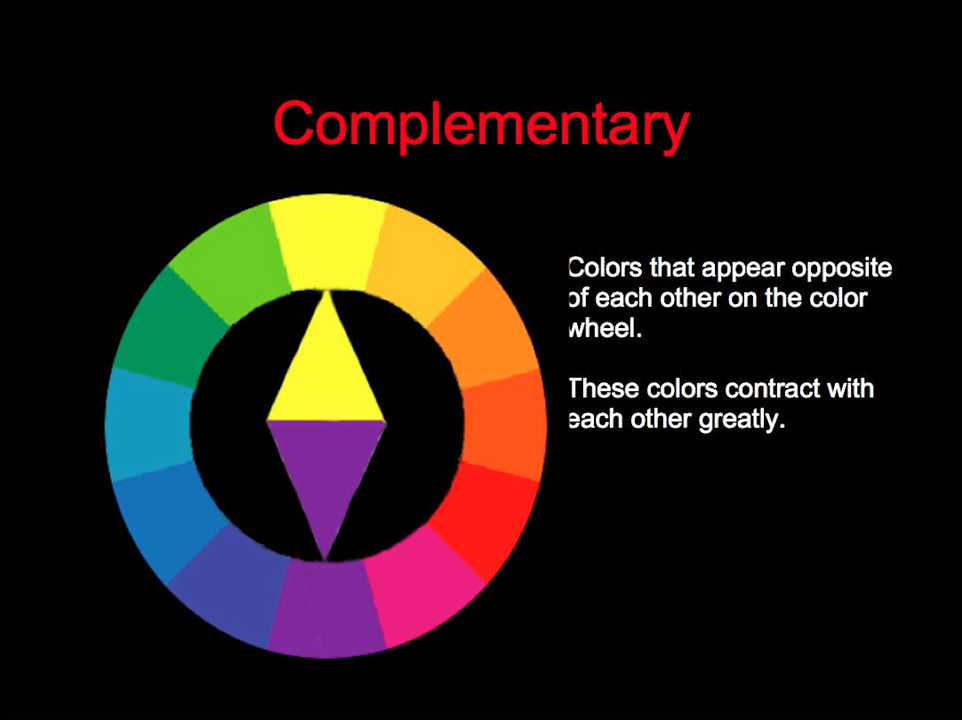 Complementary
Colors that appear opposite
of each other on the color
wheel.
These colors contract with
each other greatly.